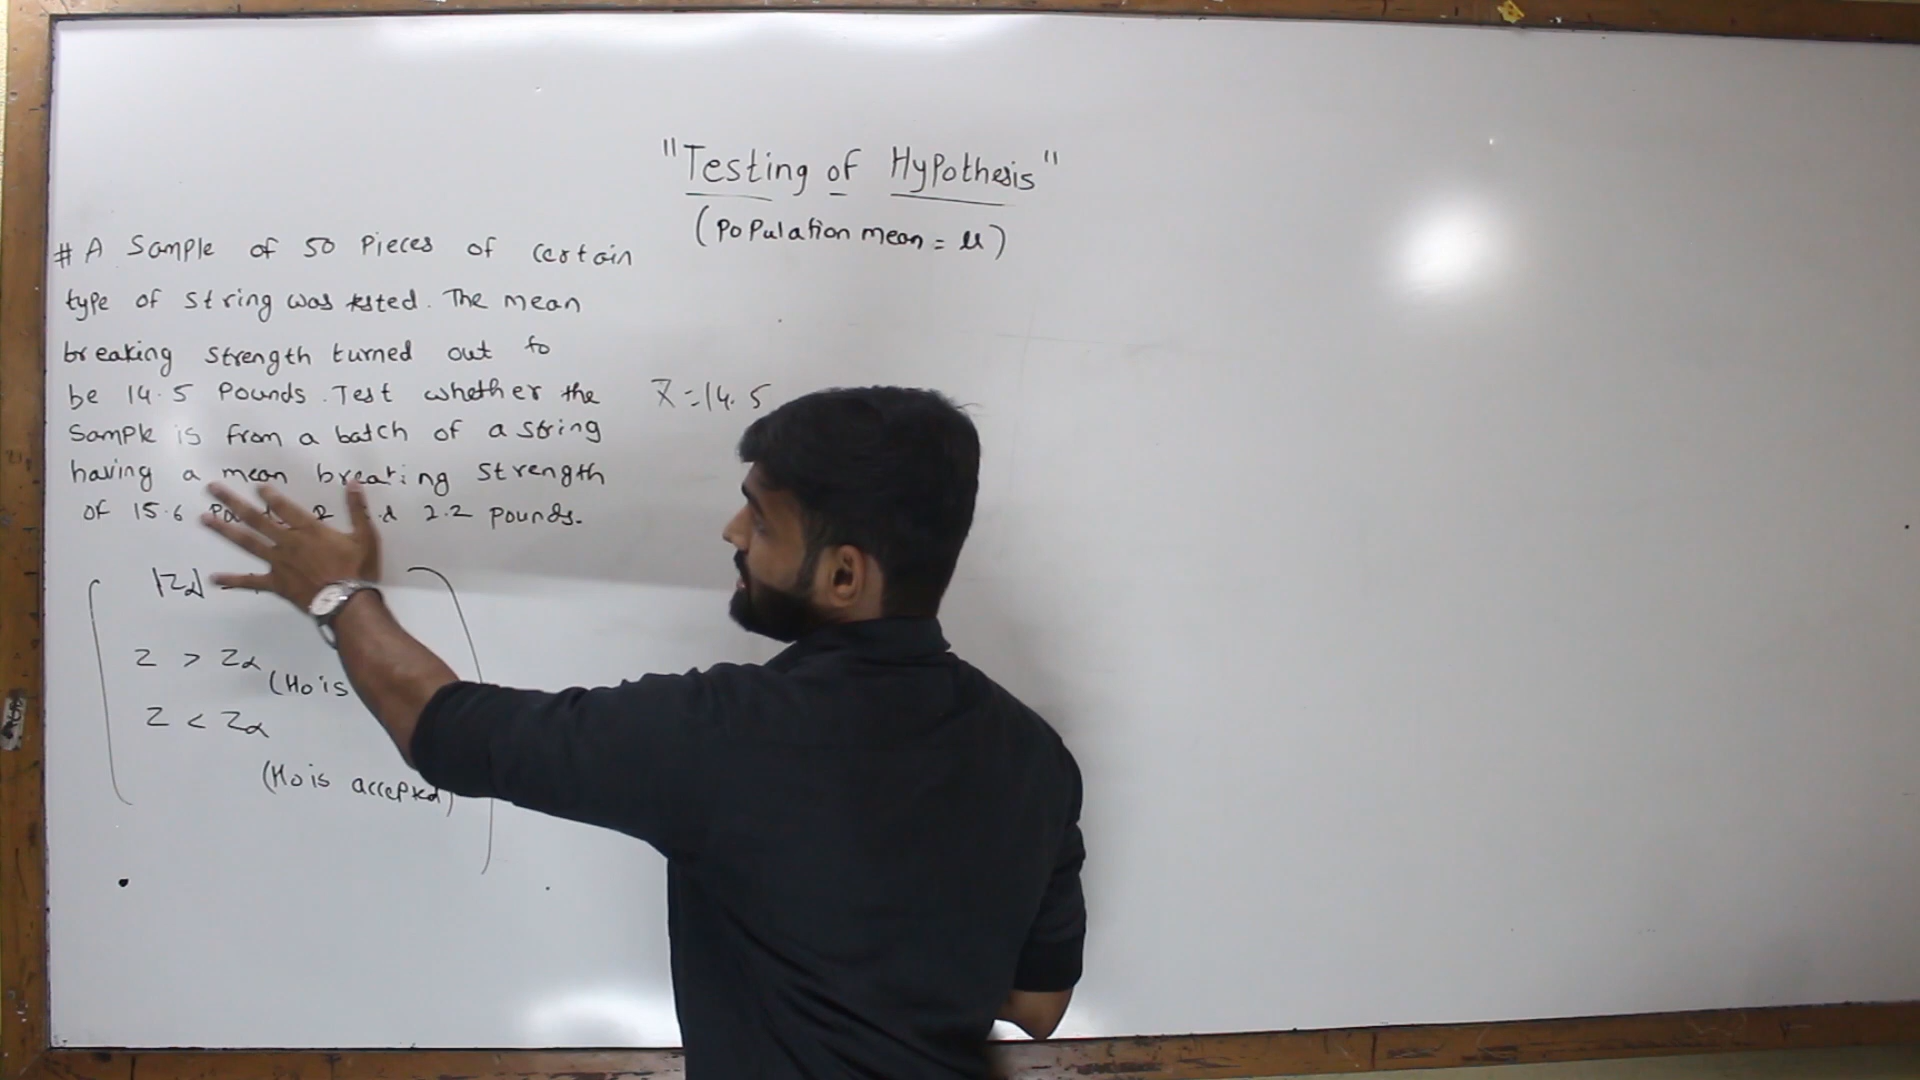 "Testing of Hypothesis"
(Population mean = μ)
# A Sample of 50 Pieces of certain
type of string was tested. The mean
breaking strength turned out to
be 14.5 Pounds. Test whether the
Sample is from a batch of a string
having a mean breaking strength
of 15.6 2.2 pounds.
x̄ = 14.5
|Zα|
Z > Zα
(Ho is
Z < Zα
(Ho is accepted)